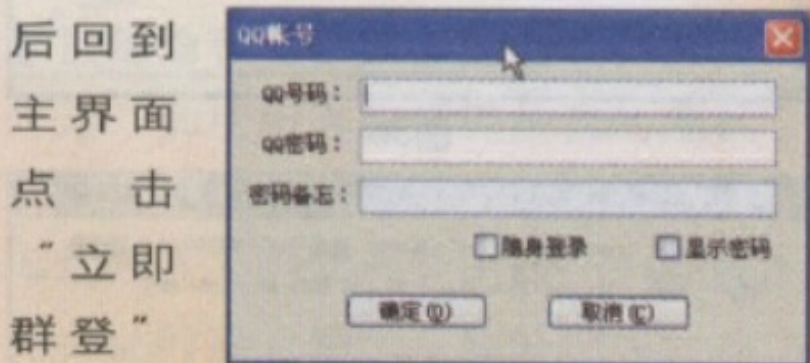 后回到
主界面
点击
“立即
群登”
QQ帐号
QQ号码：
QQ密码：
密码备忘：
隐身登录 显示密码
确定(O) 取消(C)